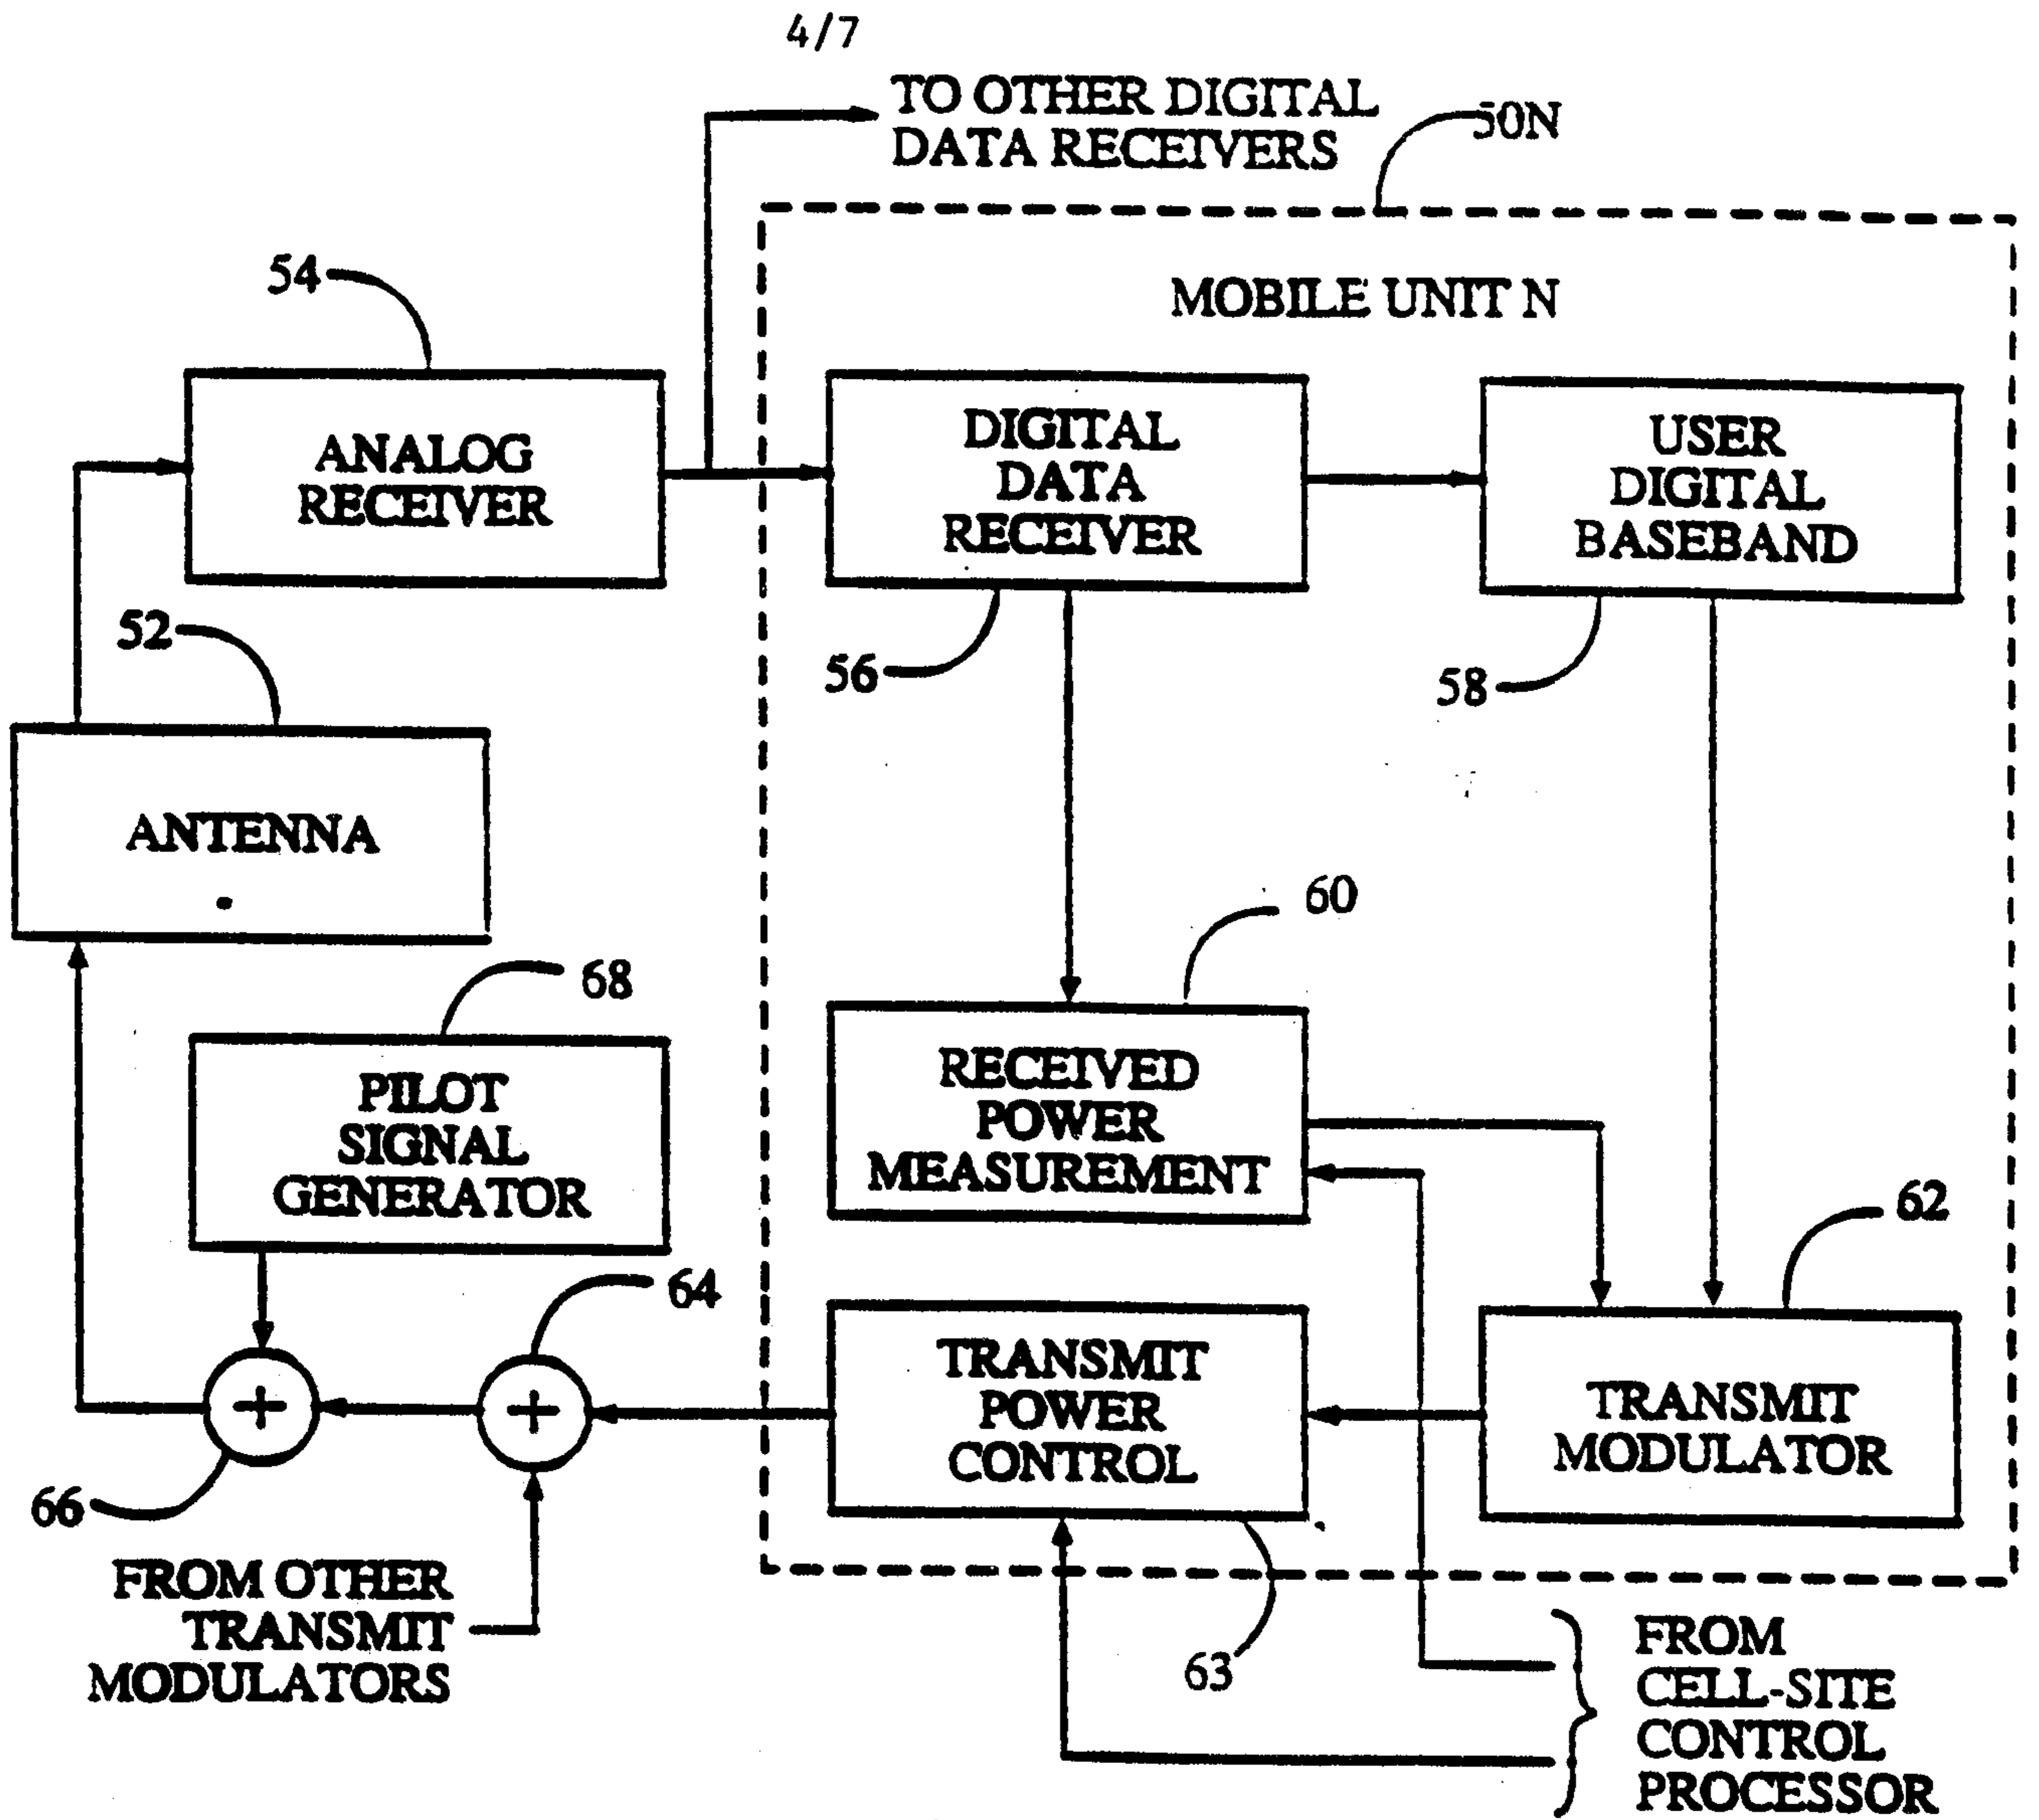 4/7
TO OTHER DIGITAL
DATA RECEIVERS
50N
MOBILE UNIT N
54
ANALOG
RECEIVER
DIGITAL
DATA
RECEIVER
USER
DIGITAL
BASEBAND
52
56
58
ANTENNA
60
68
PILOT
SIGNAL
GENERATOR
RECEIVED
POWER
MEASUREMENT
62
64
+
+
TRANSMIT
POWER
CONTROL
TRANSMIT
MODULATOR
66
FROM OTHER
TRANSMIT
MODULATORS
63
FROM
CELL-SITE
CONTROL
PROCESSOR